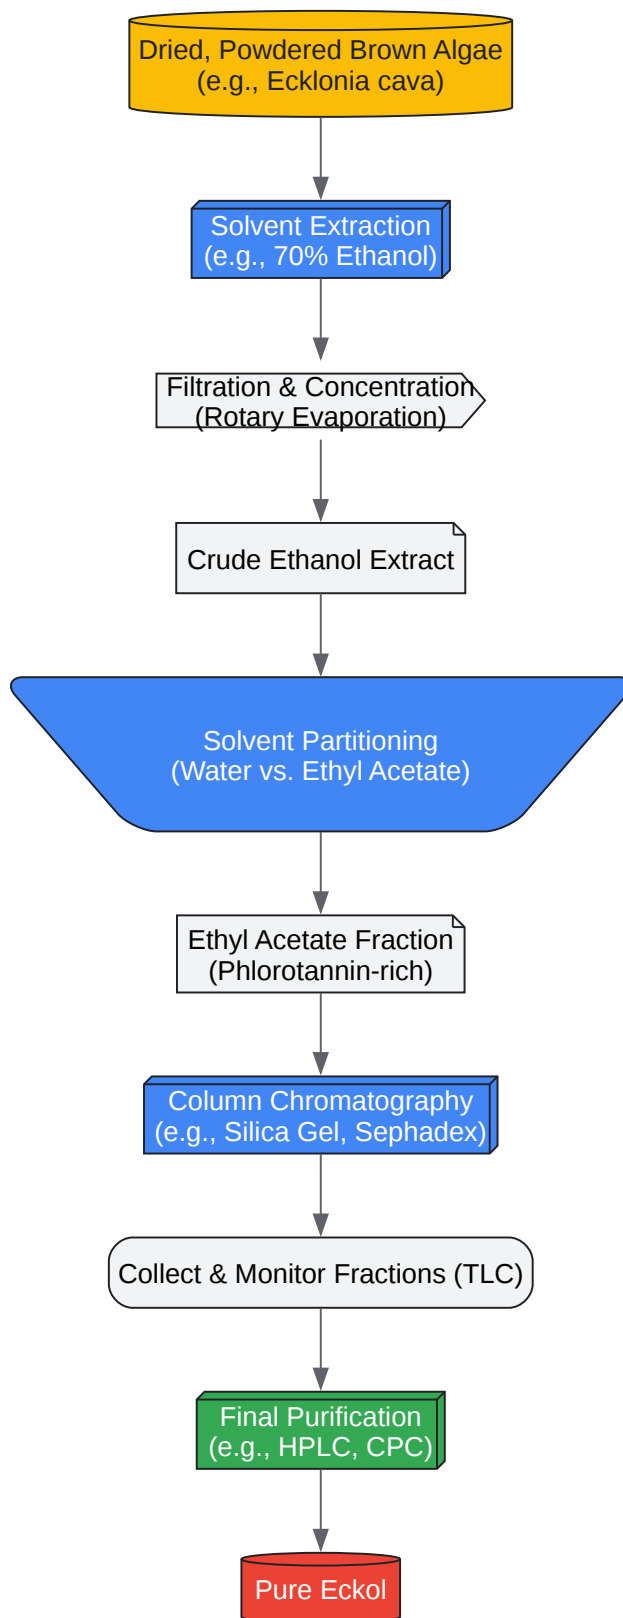 Dried, Powdered Brown Algae
(e.g., Ecklonia cava)
Solvent Extraction
(e.g., 70% Ethanol)
Filtration & Concentration
(Rotary Evaporation)
Crude Ethanol Extract
Solvent Partitioning
(Water vs. Ethyl Acetate)
Ethyl Acetate Fraction
(Phlorotannin-rich)
Column Chromatography
(e.g., Silica Gel, Sephadex)
Collect & Monitor Fractions (TLC)
Final Purification
(e.g., HPLC, CPC)
Pure Eckol